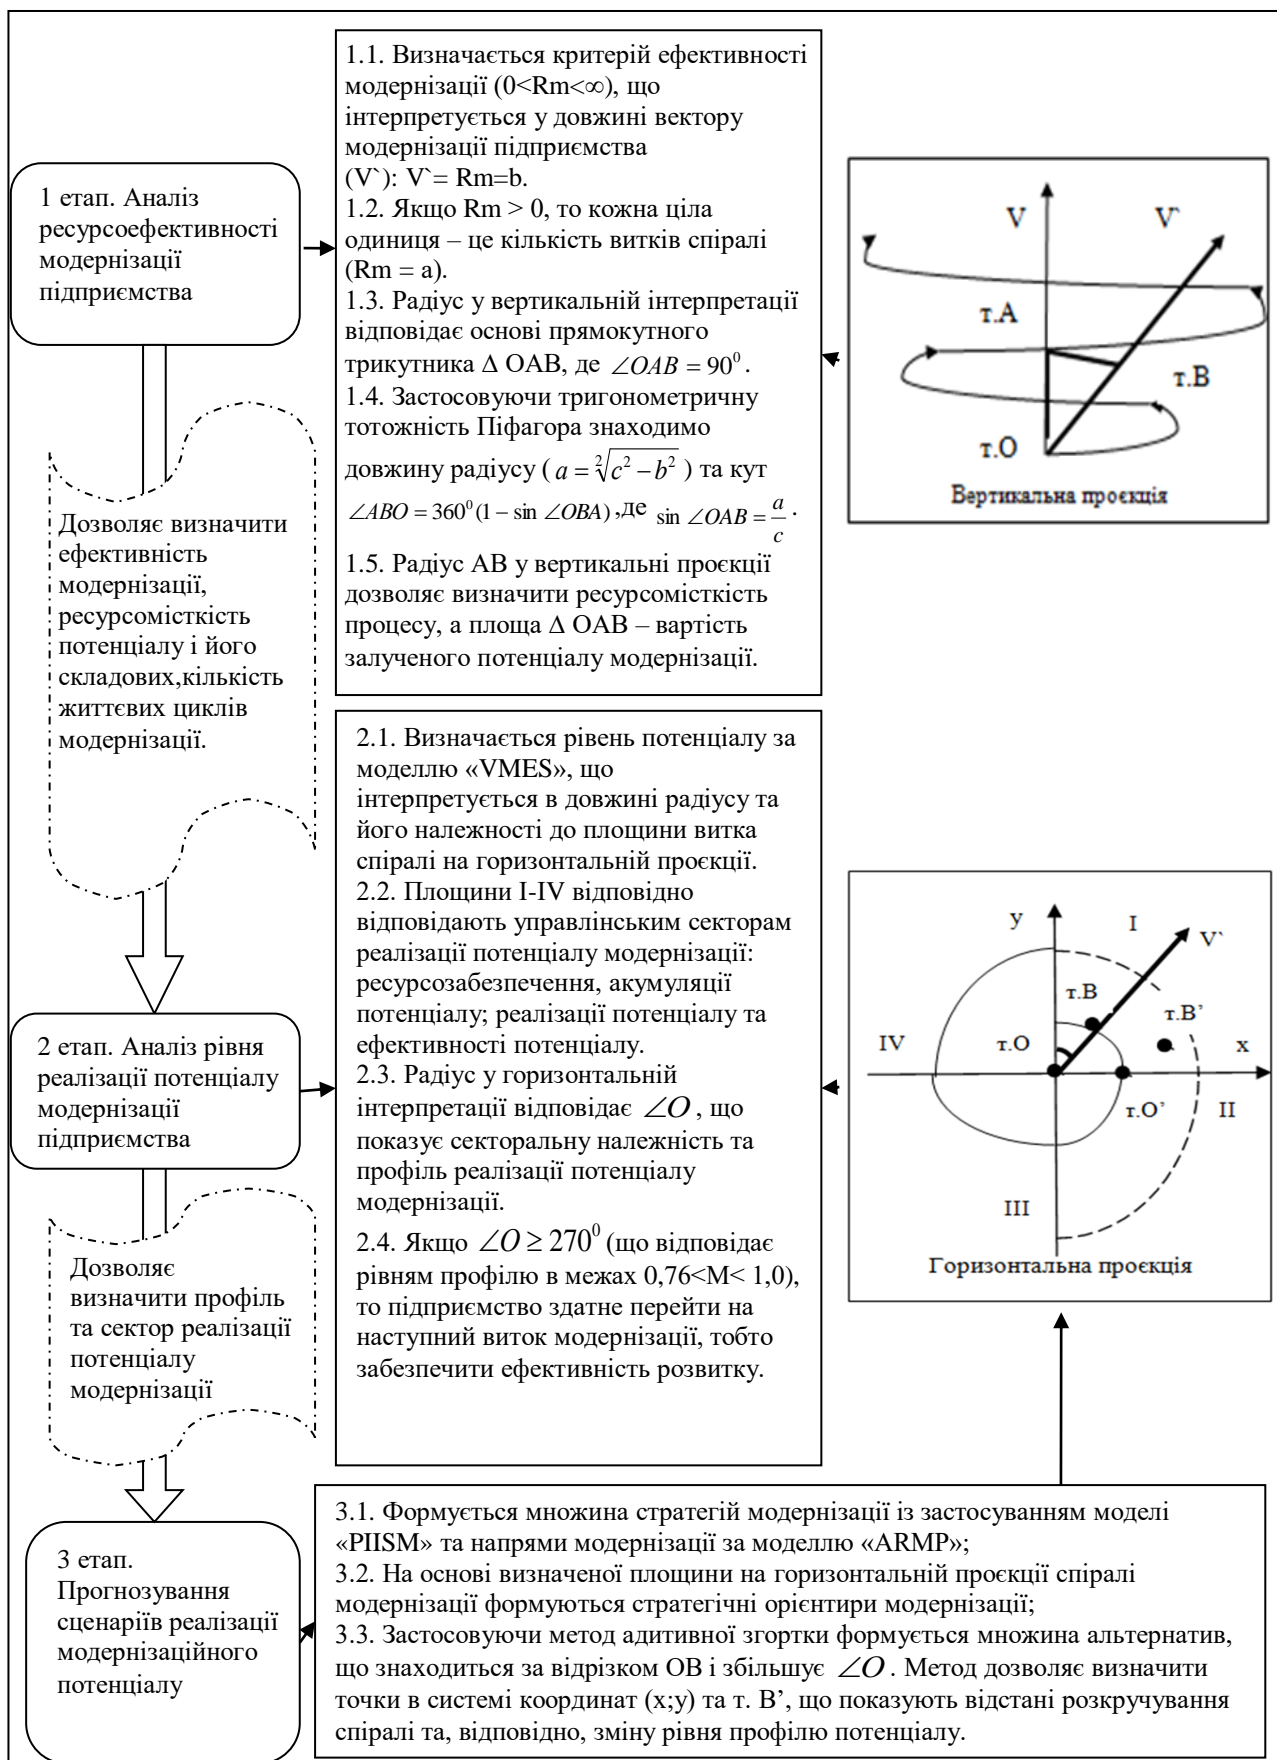 1 етап. Аналіз
ресурсоефективності
модернізації
підприємства
1.1. Визначається критерій ефективності
модернізації (0<Rm<∞), що
інтерпретується у довжині вектору
модернізації підприємства
(V`): V`= Rm=b.
1.2. Якщо Rm > 0, то кожна ціла
одиниця – це кількість витків спіралі
(Rm = a).
1.3. Радіус у вертикальній інтерпретації
відповідає основі прямокутного
трикутника Δ ОАВ, де ∠OAB = 90⁰.
1.4. Застосовуючи тригонометричну
тотожність Піфагора знаходимо
довжину радіусу ( a = ²√(c² − b²) ) та кут
∠ABO = 360⁰(1 − sin ∠OBA) ,де sin ∠OAB = a/c .
1.5. Радіус АВ у вертикальні проєкції
дозволяє визначити ресурсомісткість
процесу, а площа Δ ОАВ – вартість
залученого потенціалу модернізації.
V
V`
т.А
т.В
т.О
Вертикальна проєкція
Дозволяє визначити
ефективність
модернізації,
ресурсомісткість
потенціалу і його
складових,кількість
життєвих циклів
модернізації.
2 етап. Аналіз рівня
реалізації потенціалу
модернізації
підприємства
2.1. Визначається рівень потенціалу за
моделлю «VMES», що
інтерпретується в довжині радіусу та
його належності до площини витка
спіралі на горизонтальній проєкції.
2.2. Площини I-IV відповідно
відповідають управлінським секторам
реалізації потенціалу модернізації:
ресурсозабезпечення, акумуляції
потенціалу; реалізації потенціалу та
ефективності потенціалу.
2.3. Радіус у горизонтальній
інтерпретації відповідає ∠O , що
показує секторальну належність та
профіль реалізації потенціалу
модернізації.
2.4. Якщо ∠O ≥ 270⁰ (що відповідає
рівням профілю в межах 0,76<M< 1,0),
то підприємство здатне перейти на
наступний виток модернізації, тобто
забезпечити ефективність розвитку.
y
I
V`
т.В
т.В’
IV
т.О
x
т.О’
II
III
Горизонтальна проєкція
Дозволяє
визначити профіль
та сектор реалізації
потенціалу
модернізації
3 етап.
Прогнозування
сценаріїв реалізації
модернізаційного
потенціалу
3.1. Формується множина стратегій модернізації із застосуванням моделі
«PIISM» та напрями модернізації за моделлю «ARMP»;
3.2. На основі визначеної площини на горизонтальній проєкції спіралі
модернізації формуються стратегічні орієнтири модернізації;
3.3. Застосовуючи метод адитивної згортки формується множина альтернатив,
що знаходиться за відрізком ОВ і збільшує ∠O . Метод дозволяє визначити
точки в системі координат (x;y) та т. В’, що показують відстані розкручування
спіралі та, відповідно, зміну рівня профілю потенціалу.